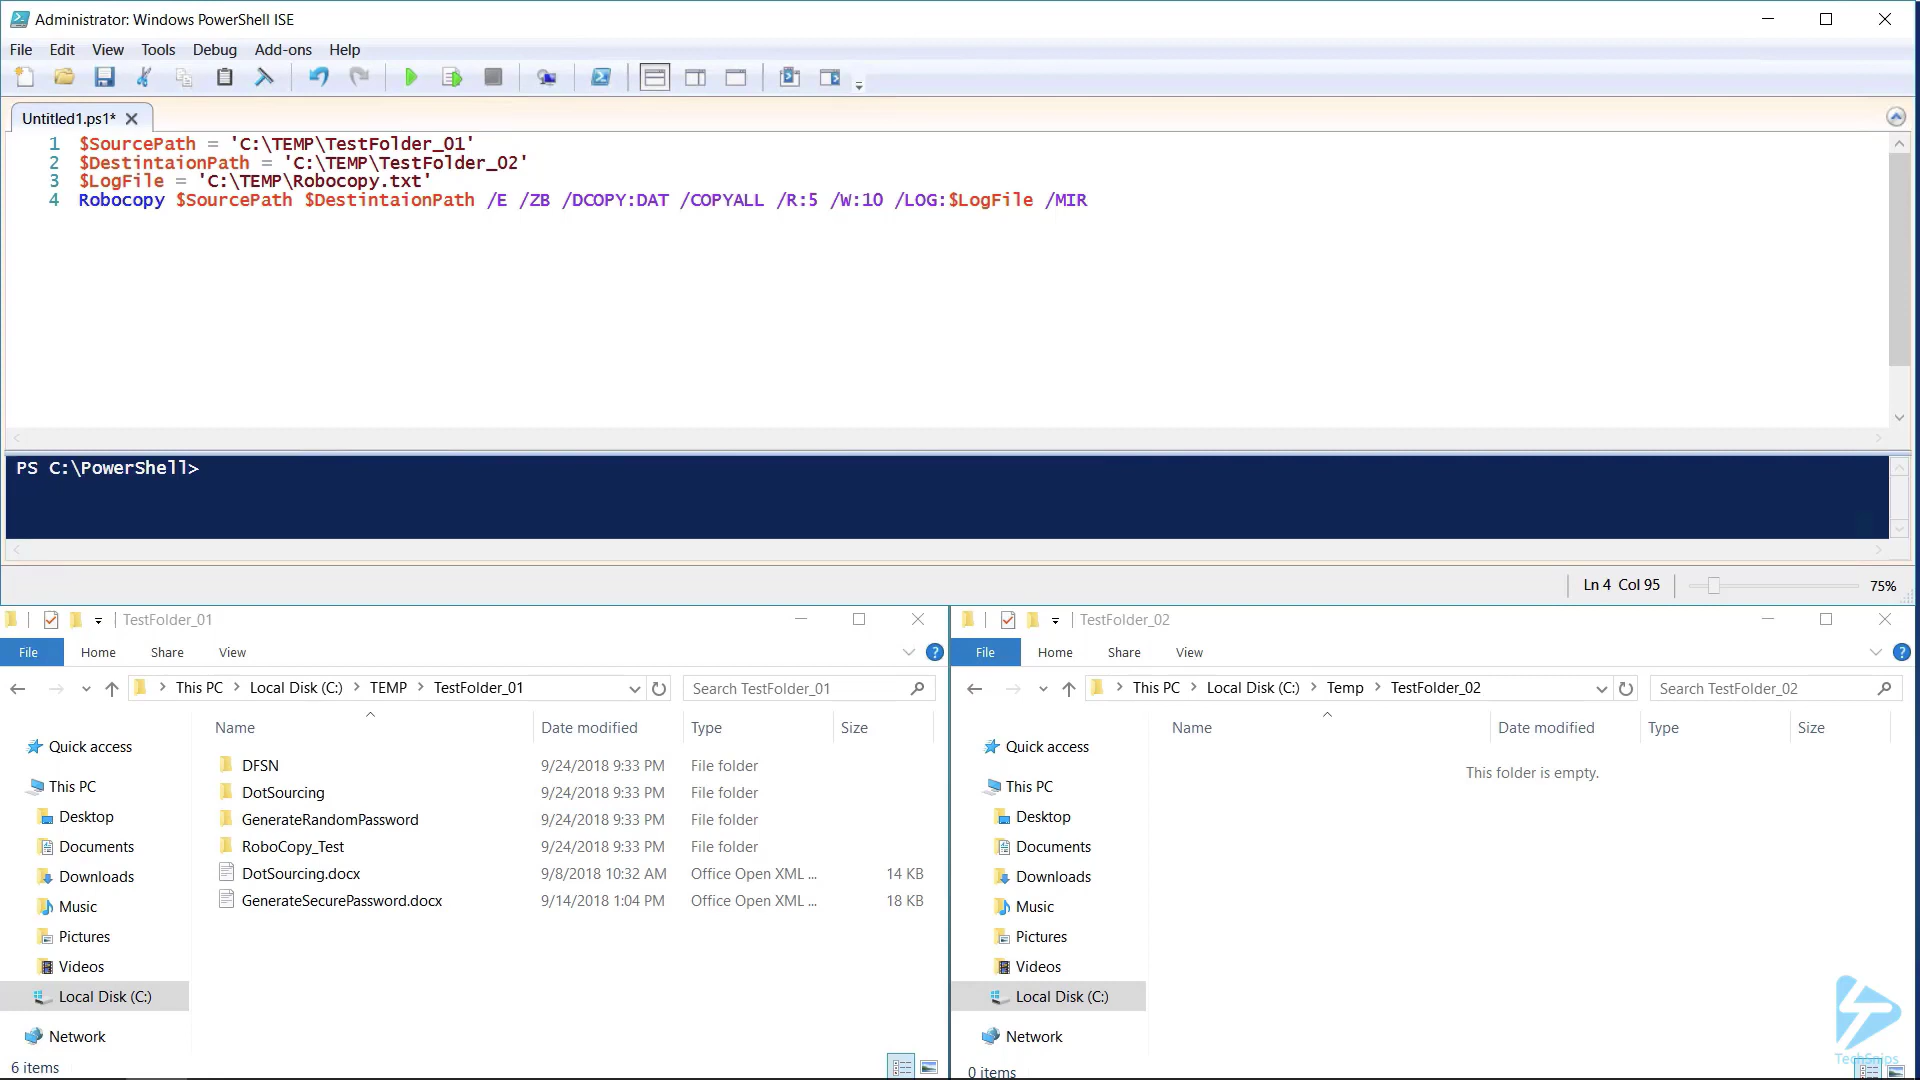 Administrator: Windows PowerShell ISE
File Edit View Tools Debug Add-ons Help
Untitled1.ps1*
1 $SourcePath = 'C:\TEMP\TestFolder_01'
2 $DestintaionPath = 'C:\TEMP\TestFolder_02'
3 $LogFile = 'C:\TEMP\Robocopy.txt'
4 Robocopy $SourcePath $DestintaionPath /E /ZB /DCOPY:DAT /COPYALL /R:5 /W:10 /LOG:$LogFile /MIR
PS C:\PowerShell>
Ln 4 Col 95 75%
TestFolder_01
File Home Share View
This PC Local Disk (C:) TEMP TestFolder_01 Search TestFolder_01
Name Date modified Type Size
Quick access
This PC
Desktop
Documents
Downloads
Music
Pictures
Videos
Local Disk (C:)
Network
DFSN 9/24/2018 9:33 PM File folder
DotSourcing 9/24/2018 9:33 PM File folder
GenerateRandomPassword 9/24/2018 9:33 PM File folder
RoboCopy_Test 9/24/2018 9:33 PM File folder
DotSourcing.docx 9/8/2018 10:32 AM Office Open XML ... 14 KB
GenerateSecurePassword.docx 9/14/2018 1:04 PM Office Open XML ... 18 KB
6 items
TestFolder_02
File Home Share View
This PC Local Disk (C:) Temp TestFolder_02 Search TestFolder_02
Name Date modified Type Size
This folder is empty.
Quick access
This PC
Desktop
Documents
Downloads
Music
Pictures
Videos
Local Disk (C:)
Network
0 items
TechSnips